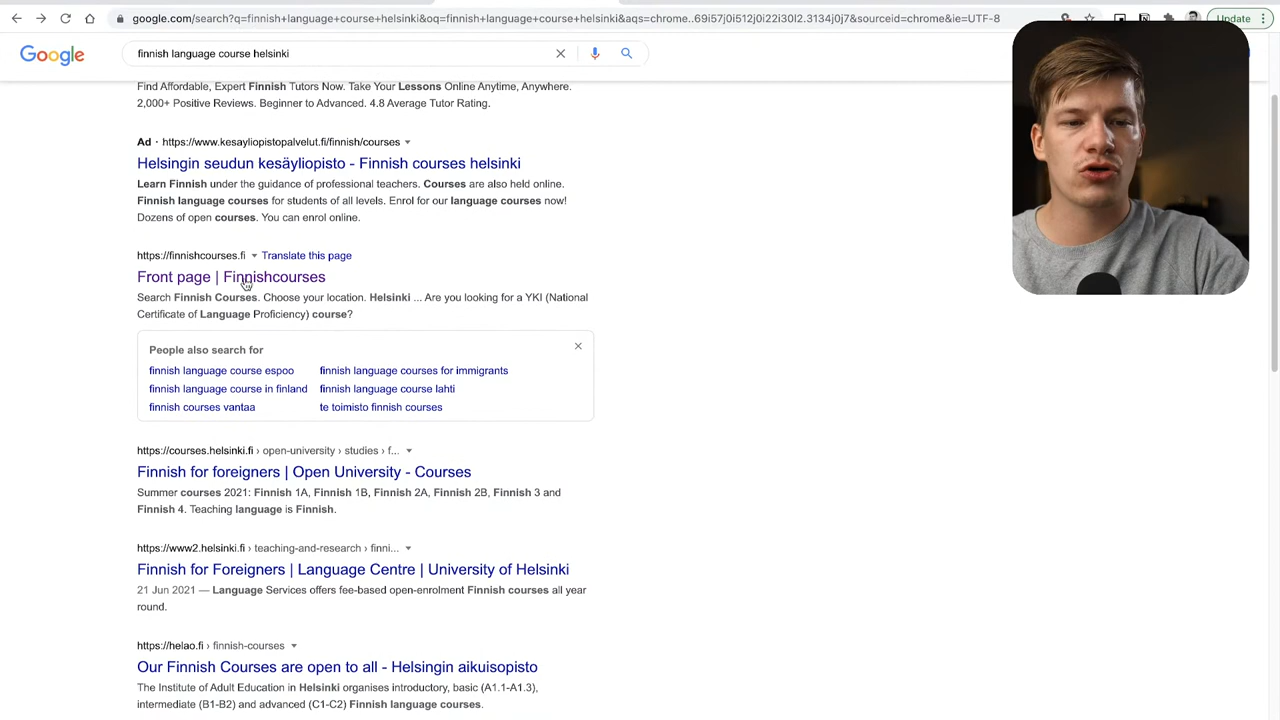 google.com/search?q=finnish+language+course+helsinki&oq=finnish+language+course+helsinki&aqs=chrome..69i57j0i512j0i22i30l2.3134j0j7&sourceid=chrome&ie=UTF-8
Update
Google
finnish language course helsinki
Find Affordable, Expert Finnish Tutors Now. Take Your Lessons Online Anytime, Anywhere.
2,000+ Positive Reviews. Beginner to Advanced. 4.8 Average Tutor Rating.
Ad · https://www.kesayliopistopalvelut.fi/finnish/courses
Helsingin seudun kesäyliopisto - Finnish courses helsinki
Learn Finnish under the guidance of professional teachers. Courses are also held online.
Finnish language courses for students of all levels. Enrol for our language courses now!
Dozens of open courses. You can enrol online.
https://finnishcourses.fi Translate this page
Front page | Finnishcourses
Search Finnish Courses. Choose your location. Helsinki ... Are you looking for a YKI (National
Certificate of Language Proficiency) course?
People also search for
finnish language course espoo finnish language courses for immigrants
finnish language course in finland finnish language course lahti
finnish courses vantaa te toimisto finnish courses
https://courses.helsinki.fi › open-university › studies › f...
Finnish for foreigners | Open University - Courses
Summer courses 2021: Finnish 1A, Finnish 1B, Finnish 2A, Finnish 2B, Finnish 3 and
Finnish 4. Teaching language is Finnish.
https://www2.helsinki.fi › teaching-and-research › finni...
Finnish for Foreigners | Language Centre | University of Helsinki
21 Jun 2021 — Language Services offers fee-based open-enrolment Finnish courses all year
round.
https://helao.fi › finnish-courses
Our Finnish Courses are open to all - Helsingin aikuisopisto
The Institute of Adult Education in Helsinki organises introductory, basic (A1.1-A1.3),
intermediate (B1-B2) and advanced (C1-C2) Finnish language courses.